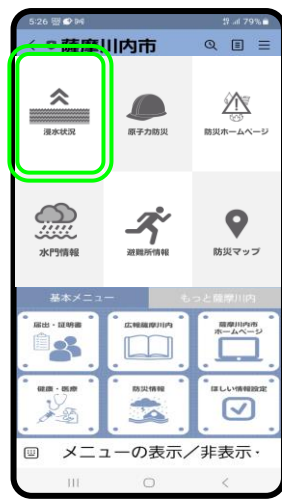 5:26
79%
薩摩川内市
浸水状況
原子力防災
防災ホームページ
水門情報
避難所情報
防災マップ
基本メニュー
もっと薩摩川内
届出・証明書
広報薩摩川内
薩摩川内市
ホームページ
健康・医療
防災情報
ほしい情報設定
メニューの表示/非表示・